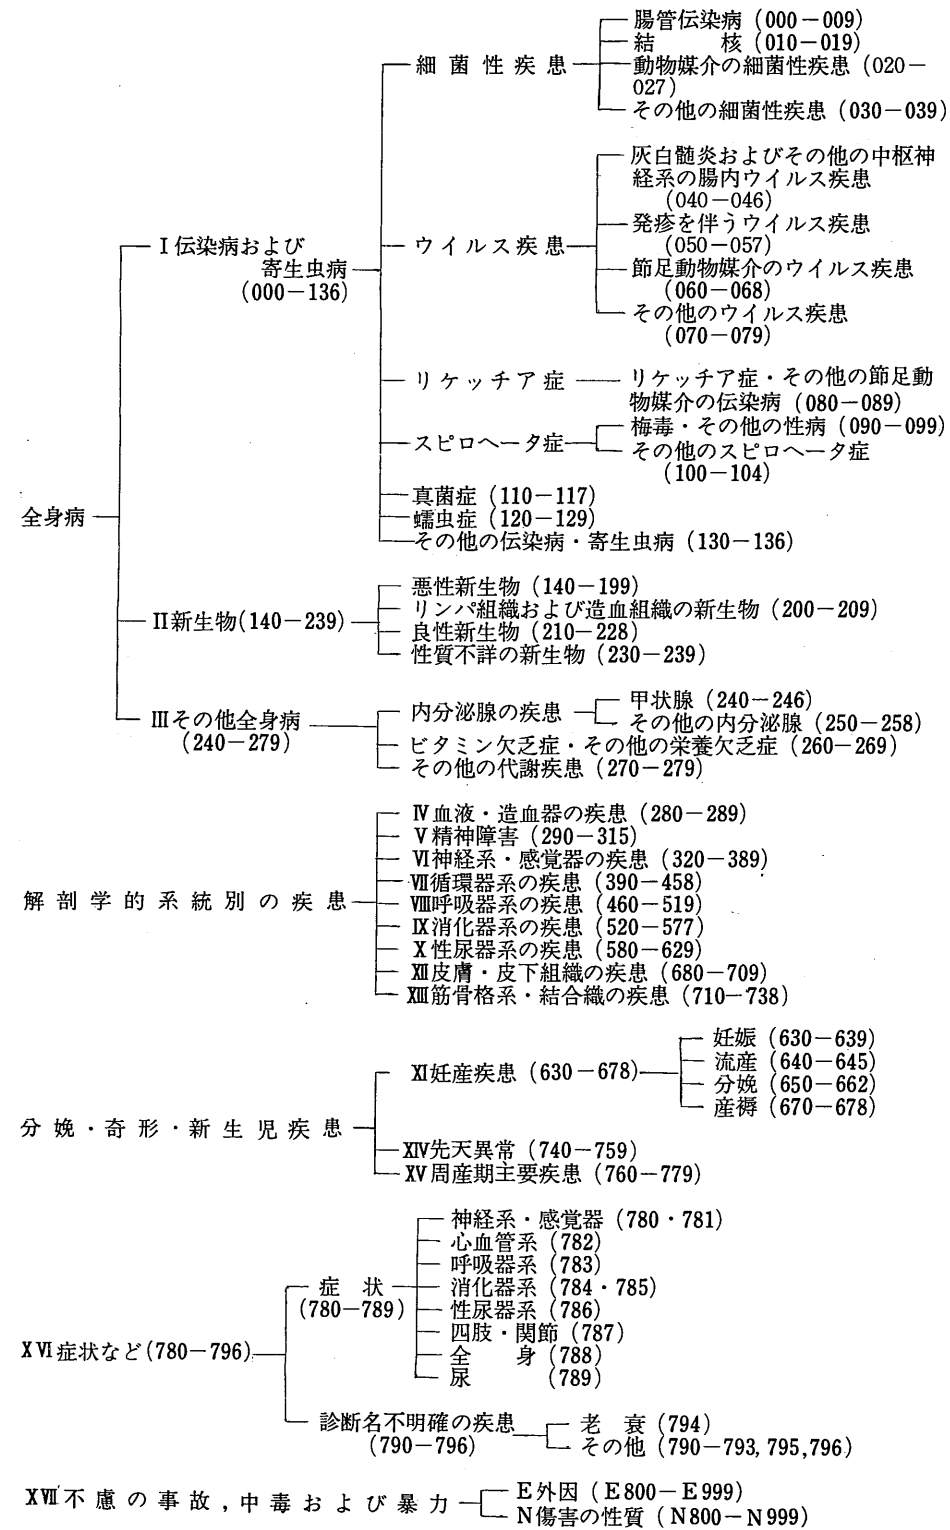 腸管伝染病 (000－009)
結　　核 (010－019)
細菌性疾患
動物媒介の細菌性疾患 (020－
027)
その他の細菌性疾患 (030－039)
灰白髄炎およびその他の中枢神
経系の腸内ウイルス疾患
(040－046)
発疹を伴うウイルス疾患
(050－057)
Ⅰ伝染病および
寄生虫病
(000－136)
ウイルス疾患
節足動物媒介のウイルス疾患
(060－068)
その他のウイルス疾患
(070－079)
リケッチア症
リケッチア症・その他の節足動
物媒介の伝染病 (080－089)
スピロヘータ症
梅毒・その他の性病 (090－099)
その他のスピロヘータ症
(100－104)
真菌症 (110－117)
全身病
蠕虫症 (120－129)
その他の伝染病・寄生虫病 (130－136)
Ⅱ新生物(140－239)
悪性新生物 (140－199)
リンパ組織および造血組織の新生物 (200－209)
良性新生物 (210－228)
性質不詳の新生物 (230－239)
Ⅲその他全身病
(240－279)
内分泌腺の疾患
甲状腺 (240－246)
その他の内分泌腺 (250－258)
ビタミン欠乏症・その他の栄養欠乏症 (260－269)
その他の代謝疾患 (270－279)
解剖学的系統別の疾患
Ⅳ血液・造血器の疾患 (280－289)
Ⅴ精神障害 (290－315)
Ⅵ神経系・感覚器の疾患 (320－389)
Ⅶ循環器系の疾患 (390－458)
Ⅷ呼吸器系の疾患 (460－519)
Ⅸ消化器系の疾患 (520－577)
Ⅹ性尿器系の疾患 (580－629)
Ⅻ皮膚・皮下組織の疾患 (680－709)
XⅢ筋骨格系・結合織の疾患 (710－738)
分娩・奇形・新生児疾患
Ⅺ妊産疾患 (630－678)
妊娠 (630－639)
流産 (640－645)
分娩 (650－662)
産褥 (670－678)
XⅣ先天異常 (740－759)
XⅤ周産期主要疾患 (760－779)
XⅥ症状など(780－796)
症　状
(780－789)
神経系・感覚器 (780・781)
心血管系 (782)
呼吸器系 (783)
消化器系 (784・785)
性尿器系 (786)
四肢・関節 (787)
全　　身 (788)
尿　　　 (789)
診断名不明確の疾患
(790－796)
老　衰 (794)
その他 (790－793, 795, 796)
XⅦ不慮の事故，中毒および暴力
E外因 (E800－E999)
N傷害の性質 (N800－N999)